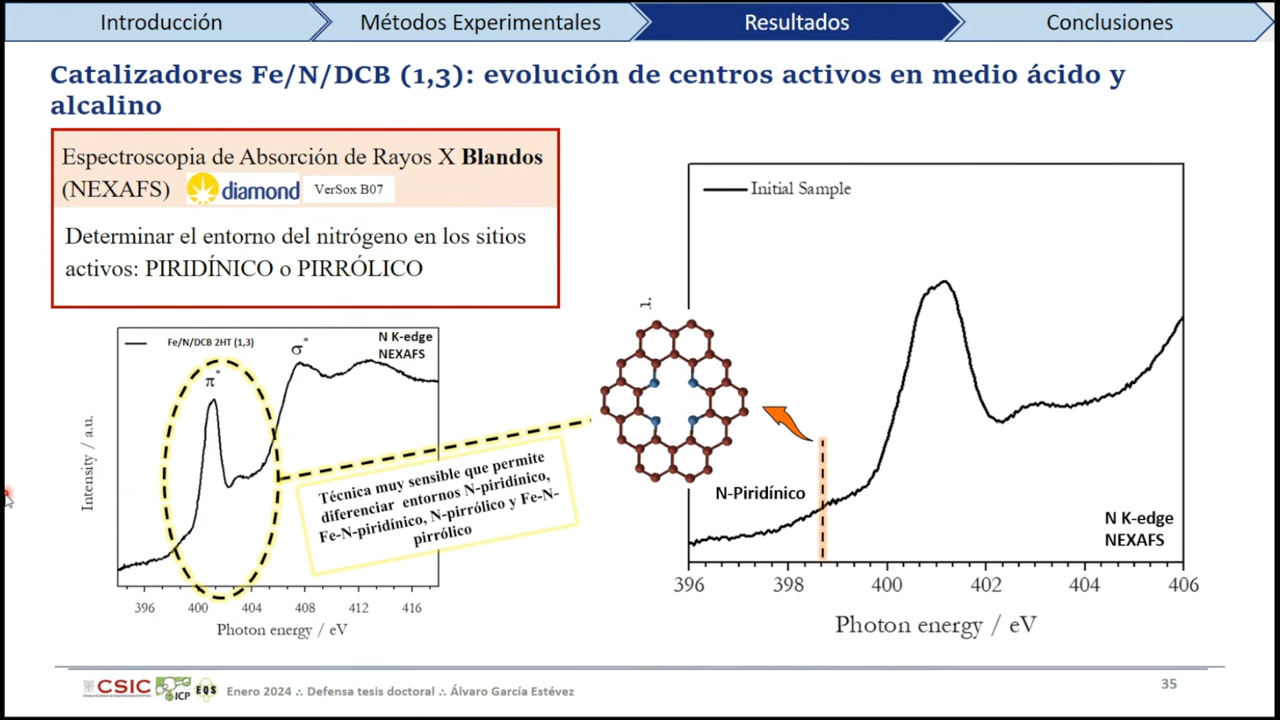 Introducción
Métodos Experimentales
Resultados
Conclusiones
Catalizadores Fe/N/DCB (1,3): evolución de centros activos en medio ácido y
alcalino
Espectroscopia de Absorción de Rayos X Blandos
(NEXAFS) diamond VerSox B07
Determinar el entorno del nitrógeno en los sitios
activos: PIRIDÍNICO o PIRRÓLICO
Fe/N/DCB 2HT (1,3)
N K-edge
NEXAFS
π*
σ*
Intensity / a.u.
396 400 404 408 412 416
Photon energy / eV
Técnica muy sensible que permite
diferenciar entornos N-piridínico,
Fe-N-piridínico, N-pirrólico y Fe-N-
pirrólico
Initial Sample
N-Piridínico
N K-edge
NEXAFS
396 398 400 402 404 406
Photon energy / eV
CSIC ICP EQS Enero 2024 ∴ Defensa tesis doctoral ∴ Álvaro García Estévez
35